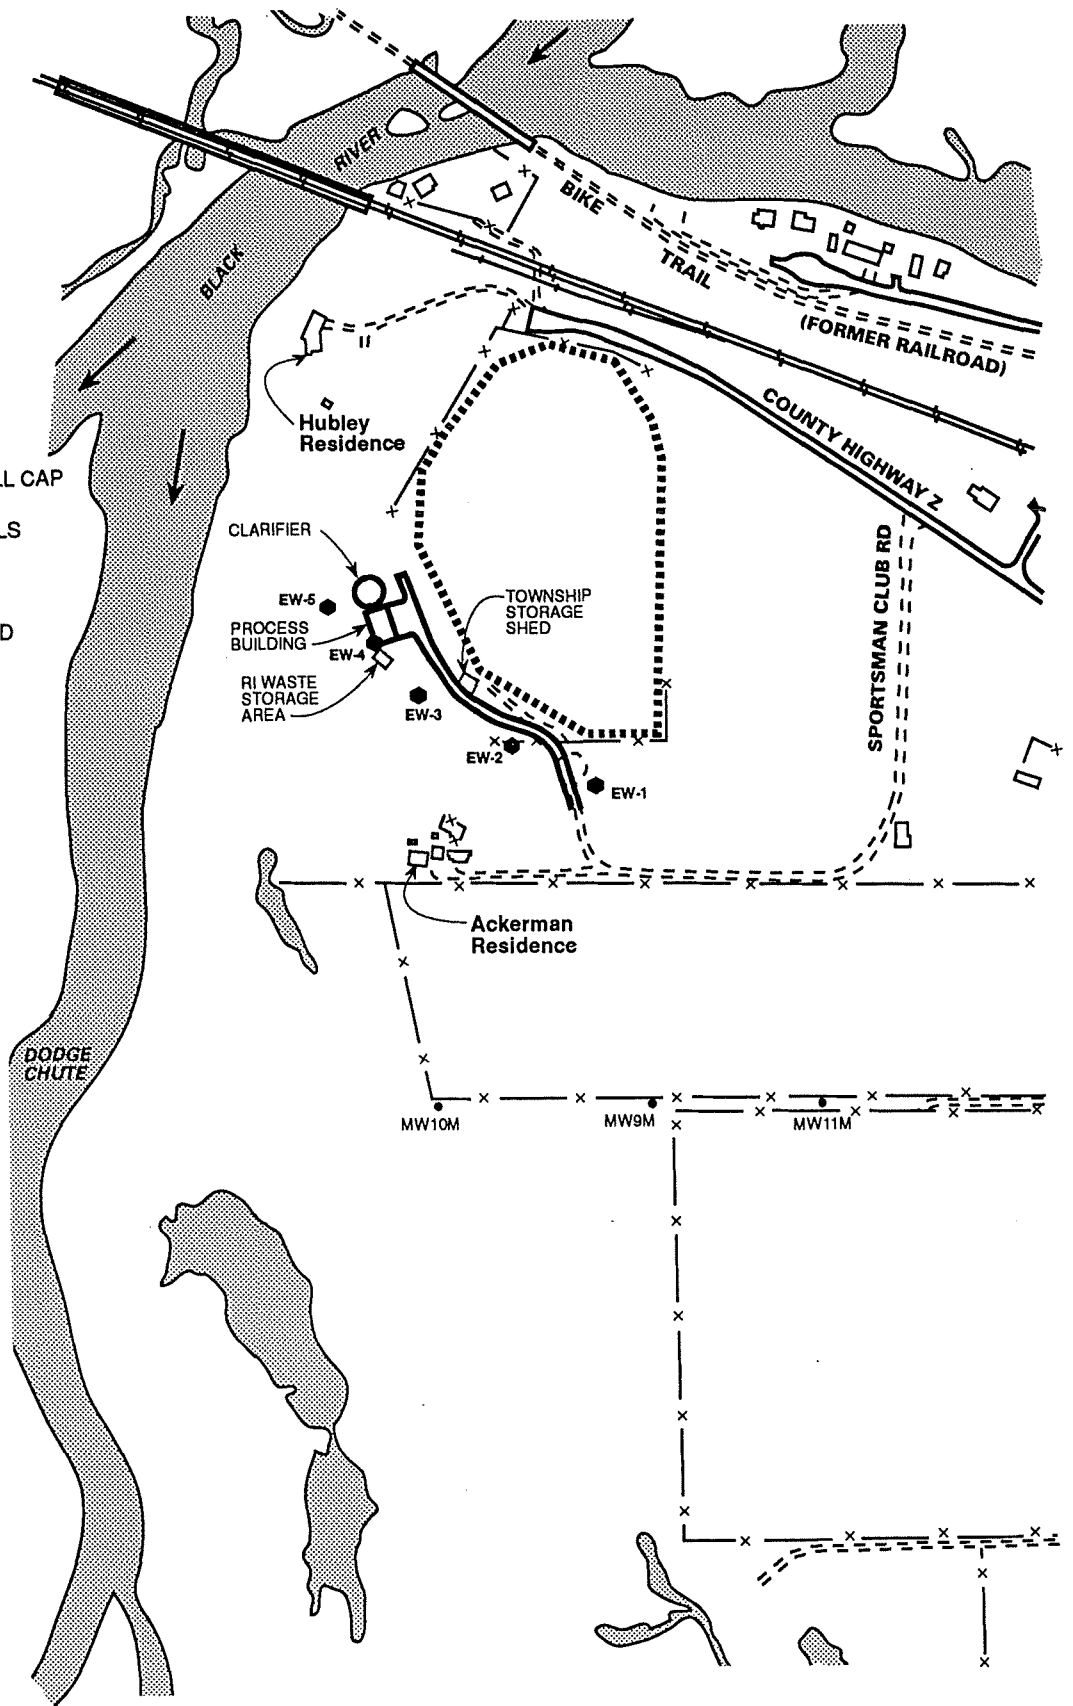 RIVER
BLACK
BIKE
TRAIL
(FORMER RAILROAD)
COUNTY HIGHWAY Z
Hubley
Residence
LL CAP
LS
D
CLARIFIER
EW-5
PROCESS
BUILDING
EW-4
RI WASTE
STORAGE
AREA
TOWNSHIP
STORAGE
SHED
EW-3
EW-2
EW-1
SPORTSMAN CLUB RD
Ackerman
Residence
DODGE
CHUTE
MW10M
MW9M
MW11M